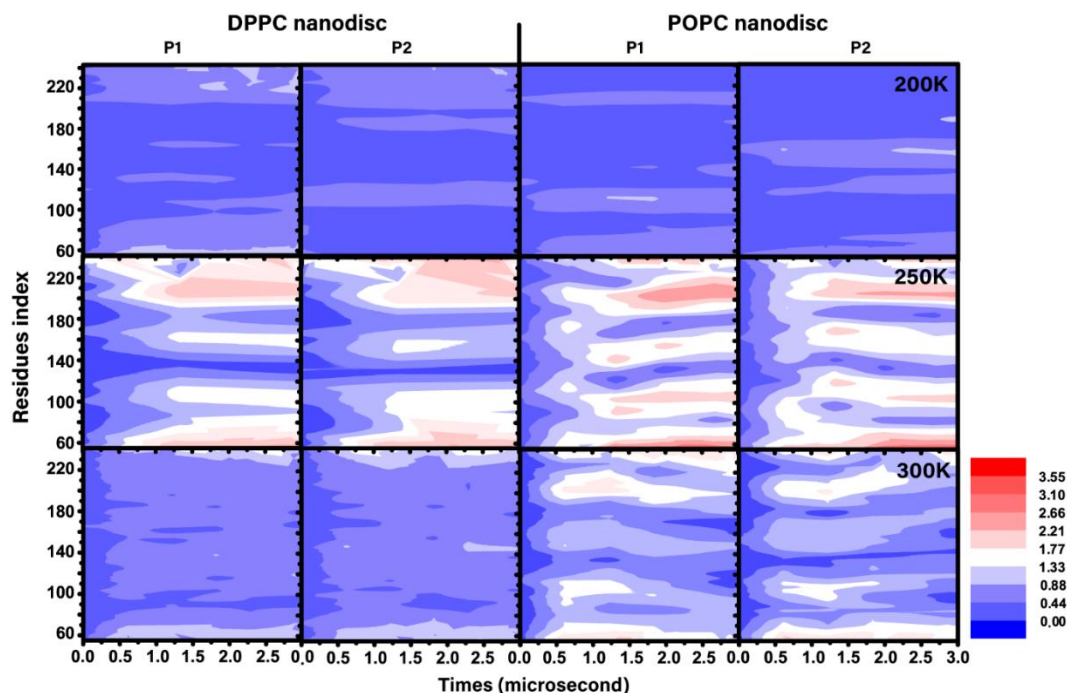 DPPC nanodisc
POPC nanodisc
P1
P2
P1
P2
200K
220
180
140
100
60
250K
220
180
140
100
60
300K
220
180
140
100
60
Residues index
3.55
3.10
2.66
2.21
1.77
1.33
0.88
0.44
0,00
0.0 0.5 1.0 1.5 2.0 2.5 0.0 0.5 1.0 1.5 2.0 2.5 0.0 0.5 1.0 1.5 2.0 2.5 0.0 0.5 1.0 1.5 2.0 2.5 3.0
Times (microsecond)